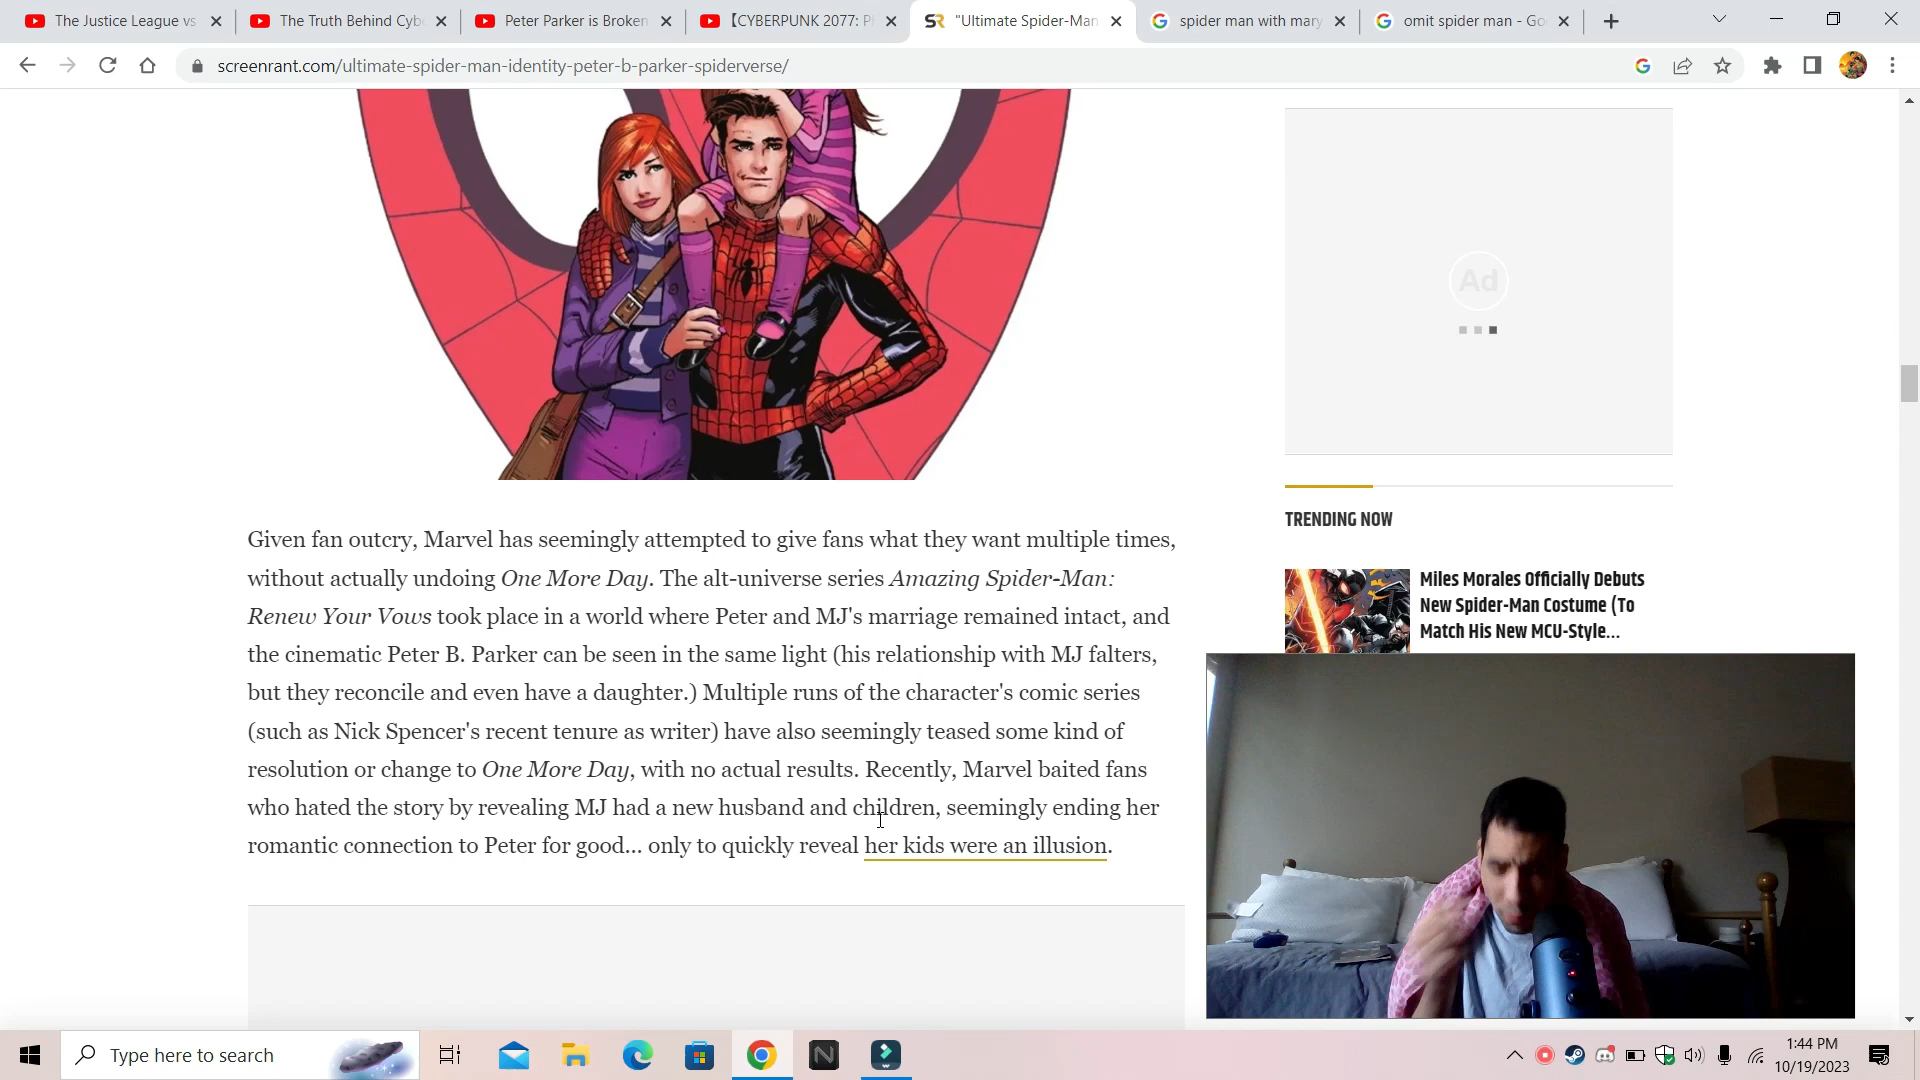 The Justice League vs
The Truth Behind Cybe
Peter Parker is Broken
【CYBERPUNK 2077: P
SR "Ultimate Spider-Man
spider man with mary
omit spider man - Go
screenrant.com/ultimate-spider-man-identity-peter-b-parker-spiderverse/
Ad
Given fan outcry, Marvel has seemingly attempted to give fans what they want multiple times,
without actually undoing One More Day. The alt-universe series Amazing Spider-Man:
Renew Your Vows took place in a world where Peter and MJ's marriage remained intact, and
the cinematic Peter B. Parker can be seen in the same light (his relationship with MJ falters,
but they reconcile and even have a daughter.) Multiple runs of the character's comic series
(such as Nick Spencer's recent tenure as writer) have also seemingly teased some kind of
resolution or change to One More Day, with no actual results. Recently, Marvel baited fans
who hated the story by revealing MJ had a new husband and children, seemingly ending her
romantic connection to Peter for good... only to quickly reveal her kids were an illusion.
TRENDING NOW
Miles Morales Officially Debuts
New Spider-Man Costume (To
Match His New MCU-Style...
Type here to search
1:44 PM
10/19/2023